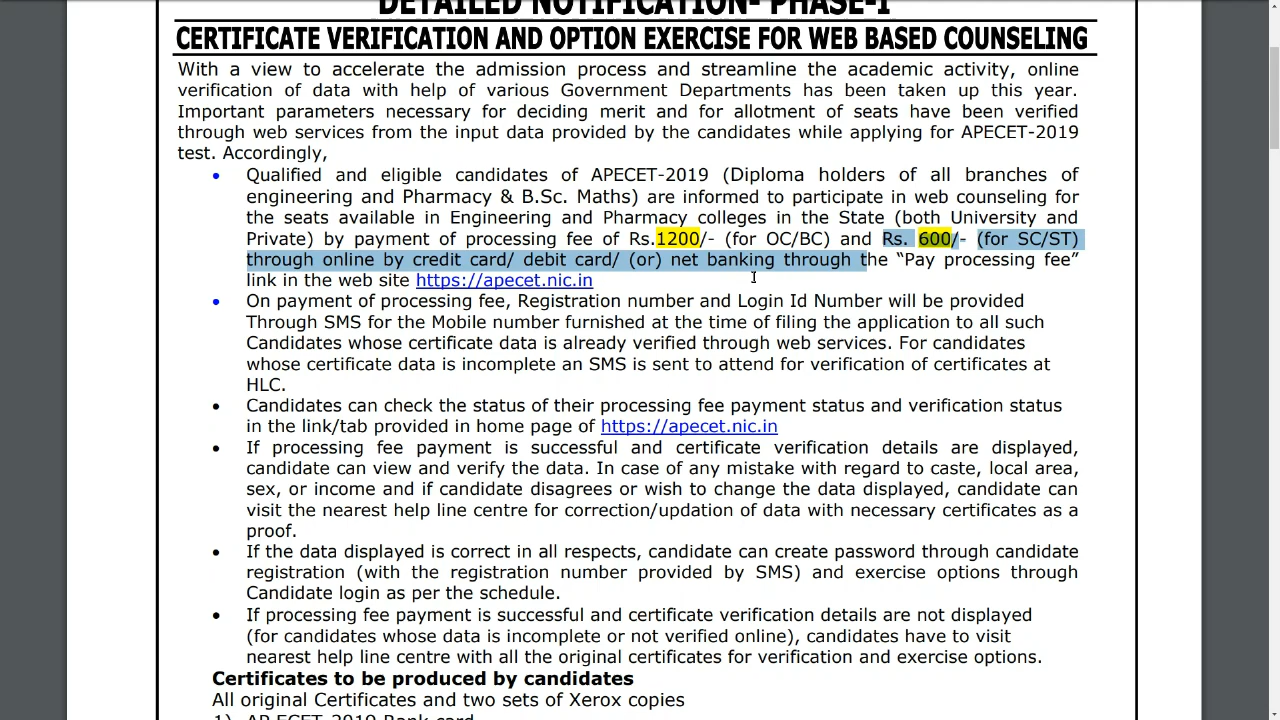 DETAILED NOTIFICATION- PHASE-I
CERTIFICATE VERIFICATION AND OPTION EXERCISE FOR WEB BASED COUNSELING
With a view to accelerate the admission process and streamline the academic activity, online
verification of data with help of various Government Departments has been taken up this year.
Important parameters necessary for deciding merit and for allotment of seats have been verified
through web services from the input data provided by the candidates while applying for APECET-2019
test. Accordingly,
• Qualified and eligible candidates of APECET-2019 (Diploma holders of all branches of
engineering and Pharmacy & B.Sc. Maths) are informed to participate in web counseling for
the seats available in Engineering and Pharmacy colleges in the State (both University and
Private) by payment of processing fee of Rs.1200/- (for OC/BC) and Rs. 600/- (for SC/ST)
through online by credit card/ debit card/ (or) net banking through the “Pay processing fee”
link in the web site https://apecet.nic.in
• On payment of processing fee, Registration number and Login Id Number will be provided
Through SMS for the Mobile number furnished at the time of filing the application to all such
Candidates whose certificate data is already verified through web services. For candidates
whose certificate data is incomplete an SMS is sent to attend for verification of certificates at
HLC.
• Candidates can check the status of their processing fee payment status and verification status
in the link/tab provided in home page of https://apecet.nic.in
• If processing fee payment is successful and certificate verification details are displayed,
candidate can view and verify the data. In case of any mistake with regard to caste, local area,
sex, or income and if candidate disagrees or wish to change the data displayed, candidate can
visit the nearest help line centre for correction/updation of data with necessary certificates as a
proof.
• If the data displayed is correct in all respects, candidate can create password through candidate
registration (with the registration number provided by SMS) and exercise options through
Candidate login as per the schedule.
• If processing fee payment is successful and certificate verification details are not displayed
(for candidates whose data is incomplete or not verified online), candidates have to visit
nearest help line centre with all the original certificates for verification and exercise options.
Certificates to be produced by candidates
All original Certificates and two sets of Xerox copies
1) AP ECET-2019 Rank card